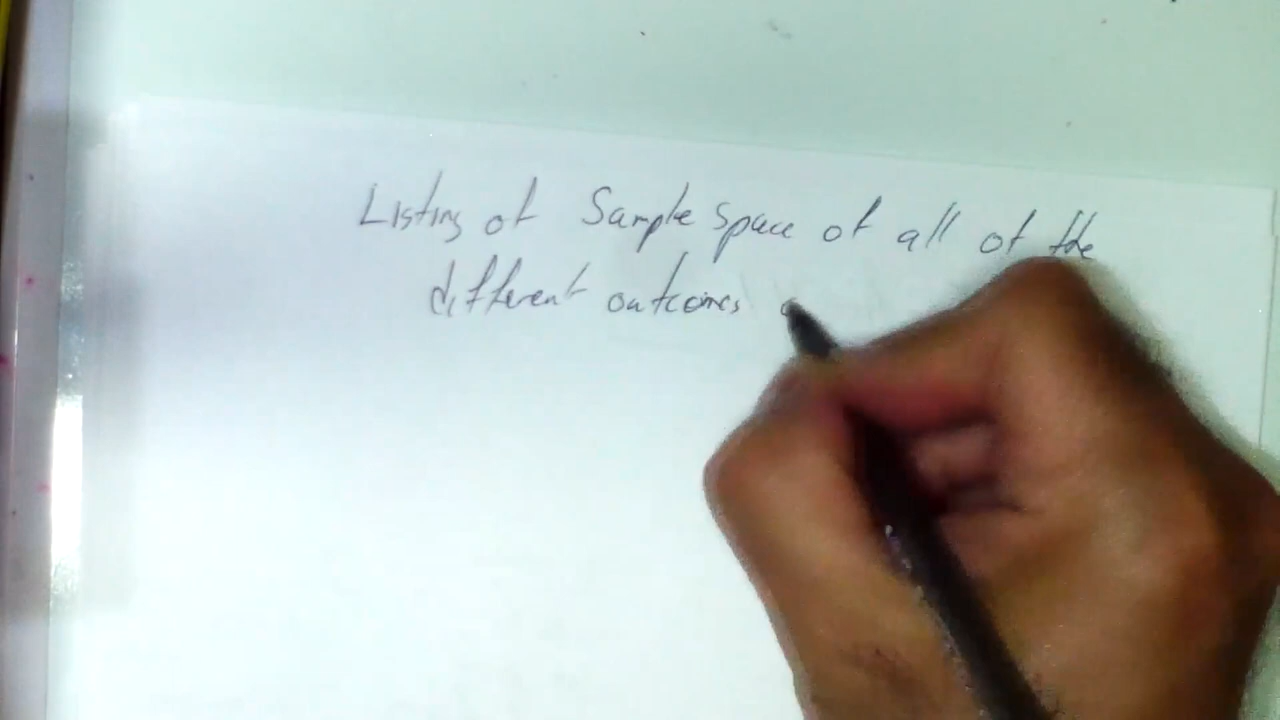 Listing of Sample Space of all of the
different outcomes